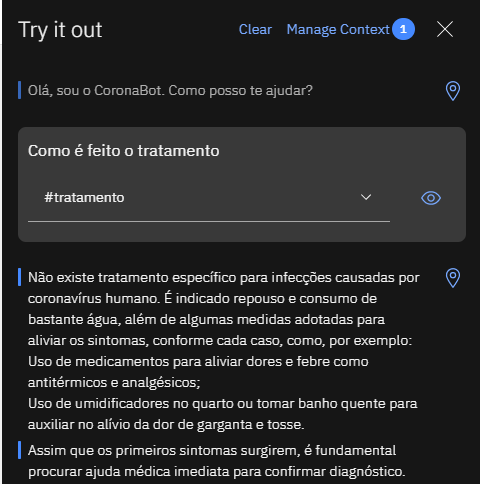 Try it out
Clear
Manage Context 1
Olá, sou o CoronaBot. Como posso te ajudar?
Como é feito o tratamento
#tratamento
Não existe tratamento específico para infecções causadas por
coronavírus humano. É indicado repouso e consumo de
bastante água, além de algumas medidas adotadas para
aliviar os sintomas, conforme cada caso, como, por exemplo:
Uso de medicamentos para aliviar dores e febre como
antitérmicos e analgésicos;
Uso de umidificadores no quarto ou tomar banho quente para
auxiliar no alívio da dor de garganta e tosse.
Assim que os primeiros sintomas surgirem, é fundamental
procurar ajuda médica imediata para confirmar diagnóstico.